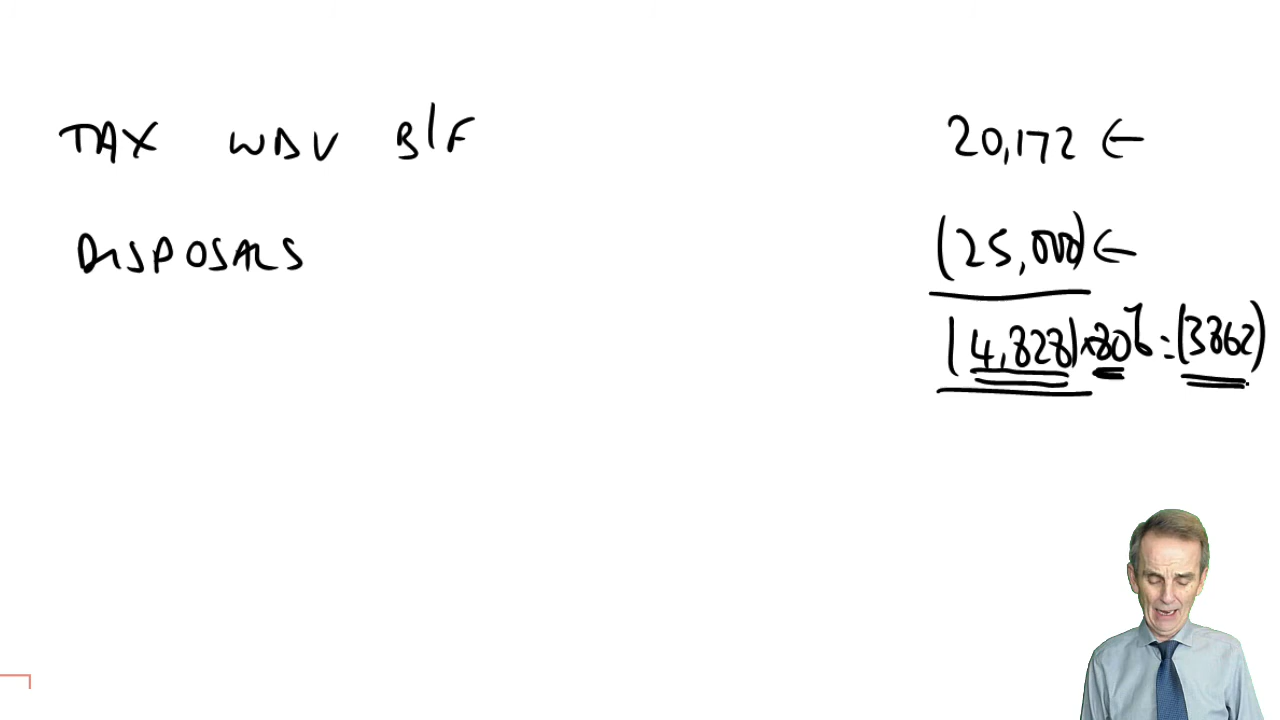 TAX WDV B/F 20,172 ←
DISPOSALS (25,000) ←
(4,828) × 80% = (3862)